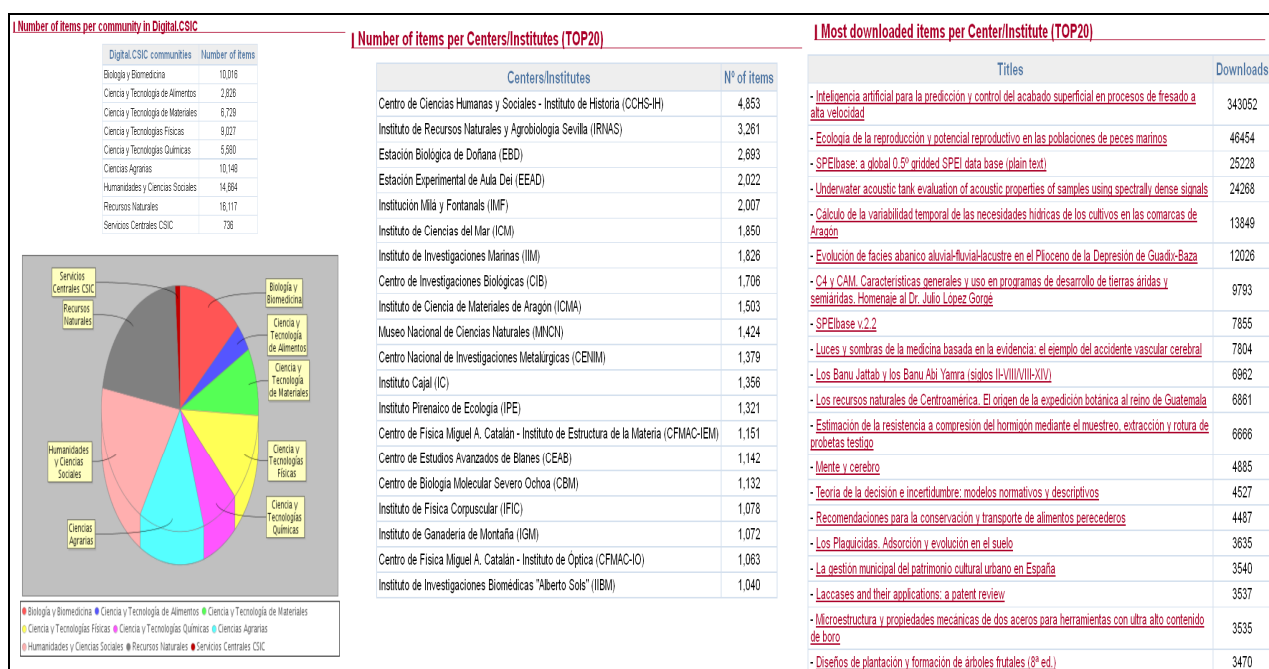 Number of items per community in Digital.CSIC
Digital.CSIC communities Number of items
Biología y Biomedicina 10,016
Ciencia y Tecnología de Alimentos 2,826
Ciencia y Tecnología de Materiales 6,729
Ciencia y Tecnologías Físicas 9,027
Ciencia y Tecnologías Químicas 5,580
Ciencias Agrarias 10,148
Humanidades y Ciencias Sociales 14,664
Recursos Naturales 16,117
Servicios Centrales CSIC 736
Servicios
Centrales CSIC
Recursos
Naturales
Biología y
Biomedicina
Ciencia y
Tecnología
de Alimentos
Ciencia y
Tecnología
de Materiales
Humanidades
y Ciencias
Sociales
Ciencia y
Tecnologías
Físicas
Ciencia y
Tecnologías
Químicas
Ciencias
Agrarias
Biología y Biomedicina Ciencia y Tecnología de Alimentos Ciencia y Tecnología de Materiales
Ciencia y Tecnologías Físicas Ciencia y Tecnologías Químicas Ciencias Agrarias
Humanidades y Ciencias Sociales Recursos Naturales Servicios Centrales CSIC
Number of items per Centers/Institutes (TOP20)
Centers/Institutes Nº of items
Centro de Ciencias Humanas y Sociales - Instituto de Historia (CCHS-IH) 4,853
Instituto de Recursos Naturales y Agrobiología Sevilla (IRNAS) 3,261
Estación Biológica de Doñana (EBD) 2,693
Estación Experimental de Aula Dei (EEAD) 2,022
Institución Milá y Fontanals (IMF) 2,007
Instituto de Ciencias del Mar (ICM) 1,850
Instituto de Investigaciones Marinas (IIM) 1,826
Centro de Investigaciones Biológicas (CIB) 1,706
Instituto de Ciencia de Materiales de Aragón (ICMA) 1,503
Museo Nacional de Ciencias Naturales (MNCN) 1,424
Centro Nacional de Investigaciones Metalúrgicas (CENIM) 1,379
Instituto Cajal (IC) 1,356
Instituto Pirenaico de Ecología (IPE) 1,321
Centro de Física Miguel A. Catalán - Instituto de Estructura de la Materia (CFMAC-IEM) 1,151
Centro de Estudios Avanzados de Blanes (CEAB) 1,142
Centro de Biología Molecular Severo Ochoa (CBM) 1,132
Instituto de Física Corpuscular (IFIC) 1,078
Instituto de Ganadería de Montaña (IGM) 1,072
Centro de Física Miguel A. Catalán - Instituto de Óptica (CFMAC-IO) 1,063
Instituto de Investigaciones Biomédicas "Alberto Sols" (IIBM) 1,040
Most downloaded items per Center/Institute (TOP20)
Titles Downloads
- Inteligencia artificial para la predicción y control del acabado superficial en procesos de fresado a
alta velocidad 343052
- Ecología de la reproducción y potencial reproductivo en las poblaciones de peces marinos 46454
- SPEIbase: a global 0.5º gridded SPEI data base (plain text) 25228
- Underwater acoustic tank evaluation of acoustic properties of samples using spectrally dense signals 24268
- Cálculo de la variabilidad temporal de las necesidades hídricas de los cultivos en las comarcas de
Aragón 13849
- Evolución de facies abanico aluvial-fluvial-lacustre en el Plioceno de la Depresión de Guadix-Baza 12026
- C4 y CAM. Características generales y uso en programas de desarrollo de tierras áridas y
semiáridas. Homenaje al Dr. Julio López Gorgé 9793
- SPEIbase v.2.2 7855
- Luces y sombras de la medicina basada en la evidencia: el ejemplo del accidente vascular cerebral 7804
- Los Banu Jattab y los Banu Abi Yamra (siglos II-VIII/VIII-XIV) 6962
- Los recursos naturales de Centroamérica. El origen de la expedición botánica al reino de Guatemala 6861
- Estimación de la resistencia a compresión del hormigón mediante el muestreo, extracción y rotura de
probetas testigo 6666
- Mente y cerebro 4885
- Teoría de la decisión e incertidumbre: modelos normativos y descriptivos 4527
- Recomendaciones para la conservación y transporte de alimentos perecederos 4487
- Los Plaguicidas. Adsorción y evolución en el suelo 3635
- La gestión municipal del patrimonio cultural urbano en España 3540
- Laccases and their applications: a patent review 3537
- Microestructura y propiedades mecánicas de dos aceros para herramientas con ultra alto contenido
de boro 3535
- Diseños de plantación y formación de árboles frutales (8ª ed.) 3470